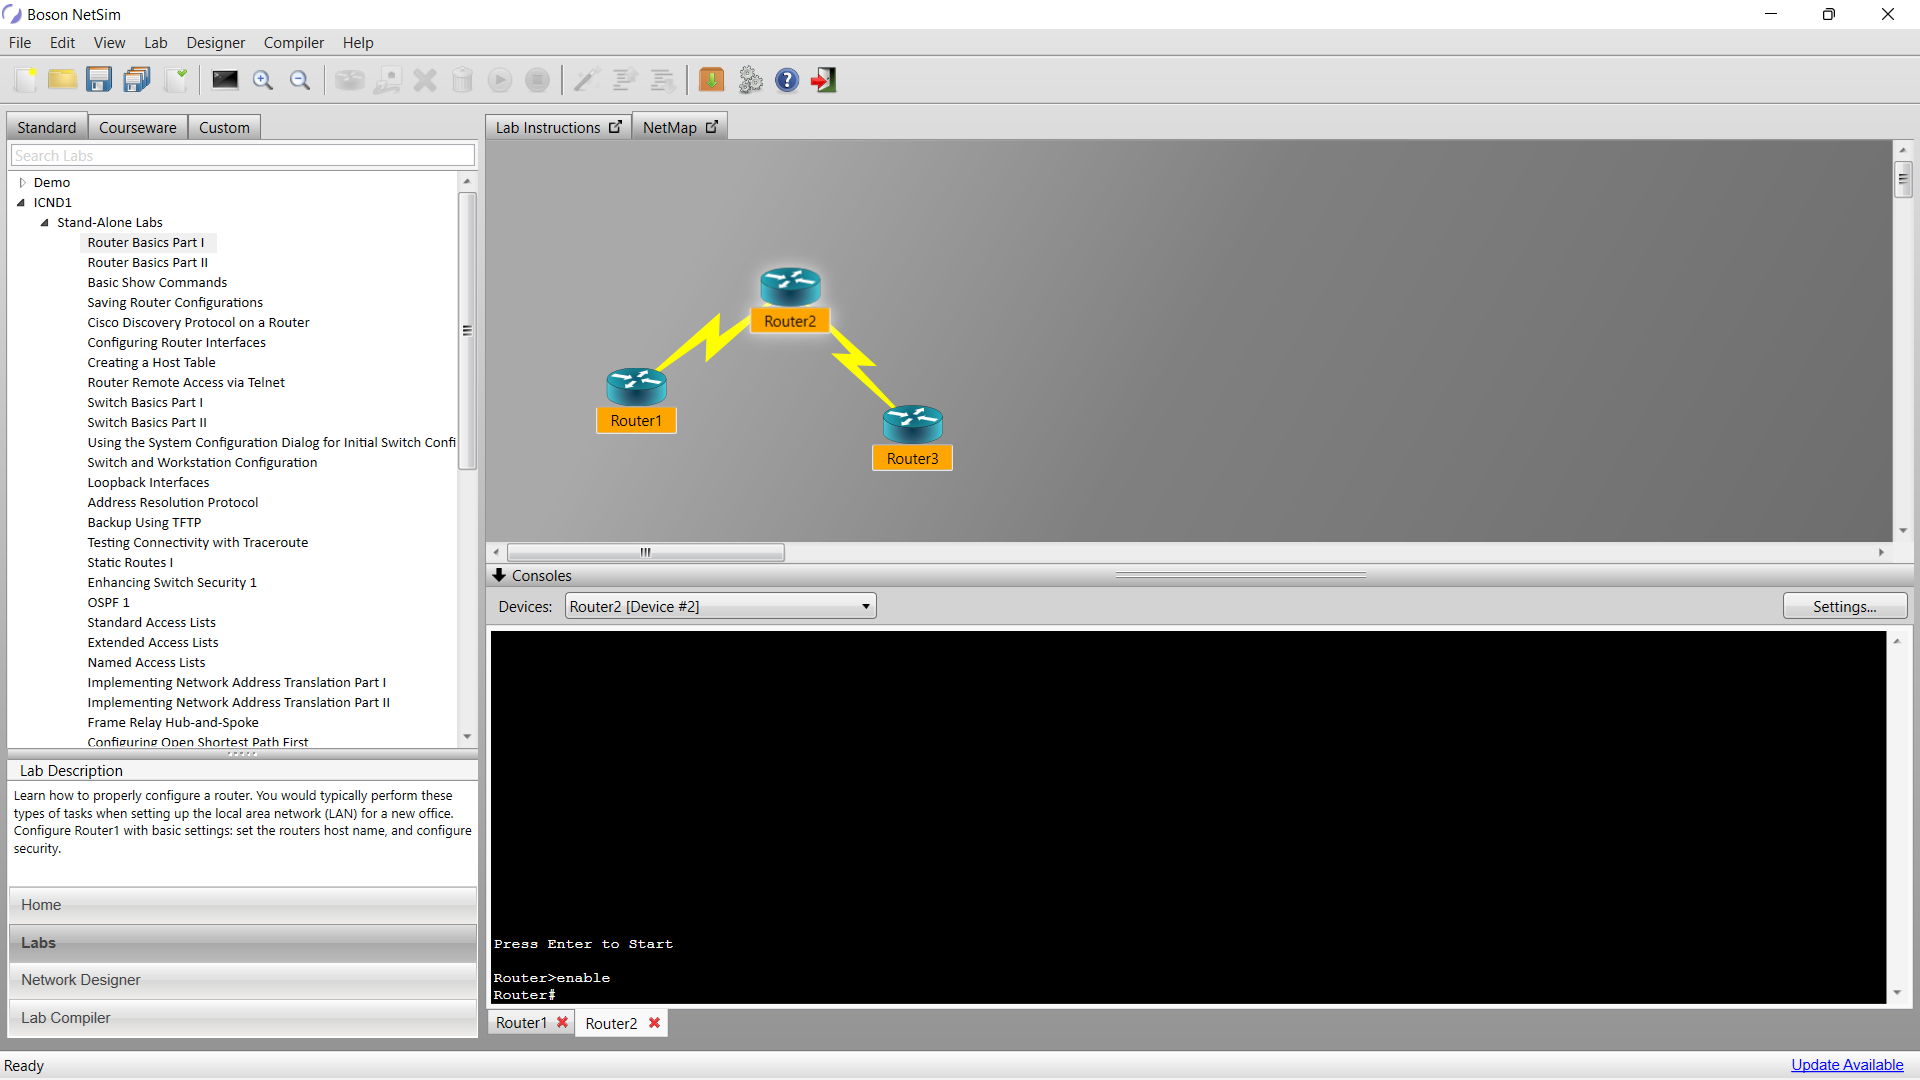 Boson NetSim
File Edit View Lab Designer Compiler Help
Standard Courseware Custom
Search Labs
Demo
ICND1
Stand-Alone Labs
Router Basics Part I
Router Basics Part II
Basic Show Commands
Saving Router Configurations
Cisco Discovery Protocol on a Router
Configuring Router Interfaces
Creating a Host Table
Router Remote Access via Telnet
Switch Basics Part I
Switch Basics Part II
Using the System Configuration Dialog for Initial Switch Confi
Switch and Workstation Configuration
Loopback Interfaces
Address Resolution Protocol
Backup Using TFTP
Testing Connectivity with Traceroute
Static Routes I
Enhancing Switch Security 1
OSPF 1
Standard Access Lists
Extended Access Lists
Named Access Lists
Implementing Network Address Translation Part I
Implementing Network Address Translation Part II
Frame Relay Hub-and-Spoke
Configuring Open Shortest Path First
Lab Description
Learn how to properly configure a router. You would typically perform these
types of tasks when setting up the local area network (LAN) for a new office.
Configure Router1 with basic settings: set the routers host name, and configure
security.
Home
Labs
Network Designer
Lab Compiler
Lab Instructions NetMap
Router2
Router1
Router3
Consoles
Devices: Router2 [Device #2] Settings...
Press Enter to Start
Router>enable
Router#
Router1 Router2
Ready
Update Available